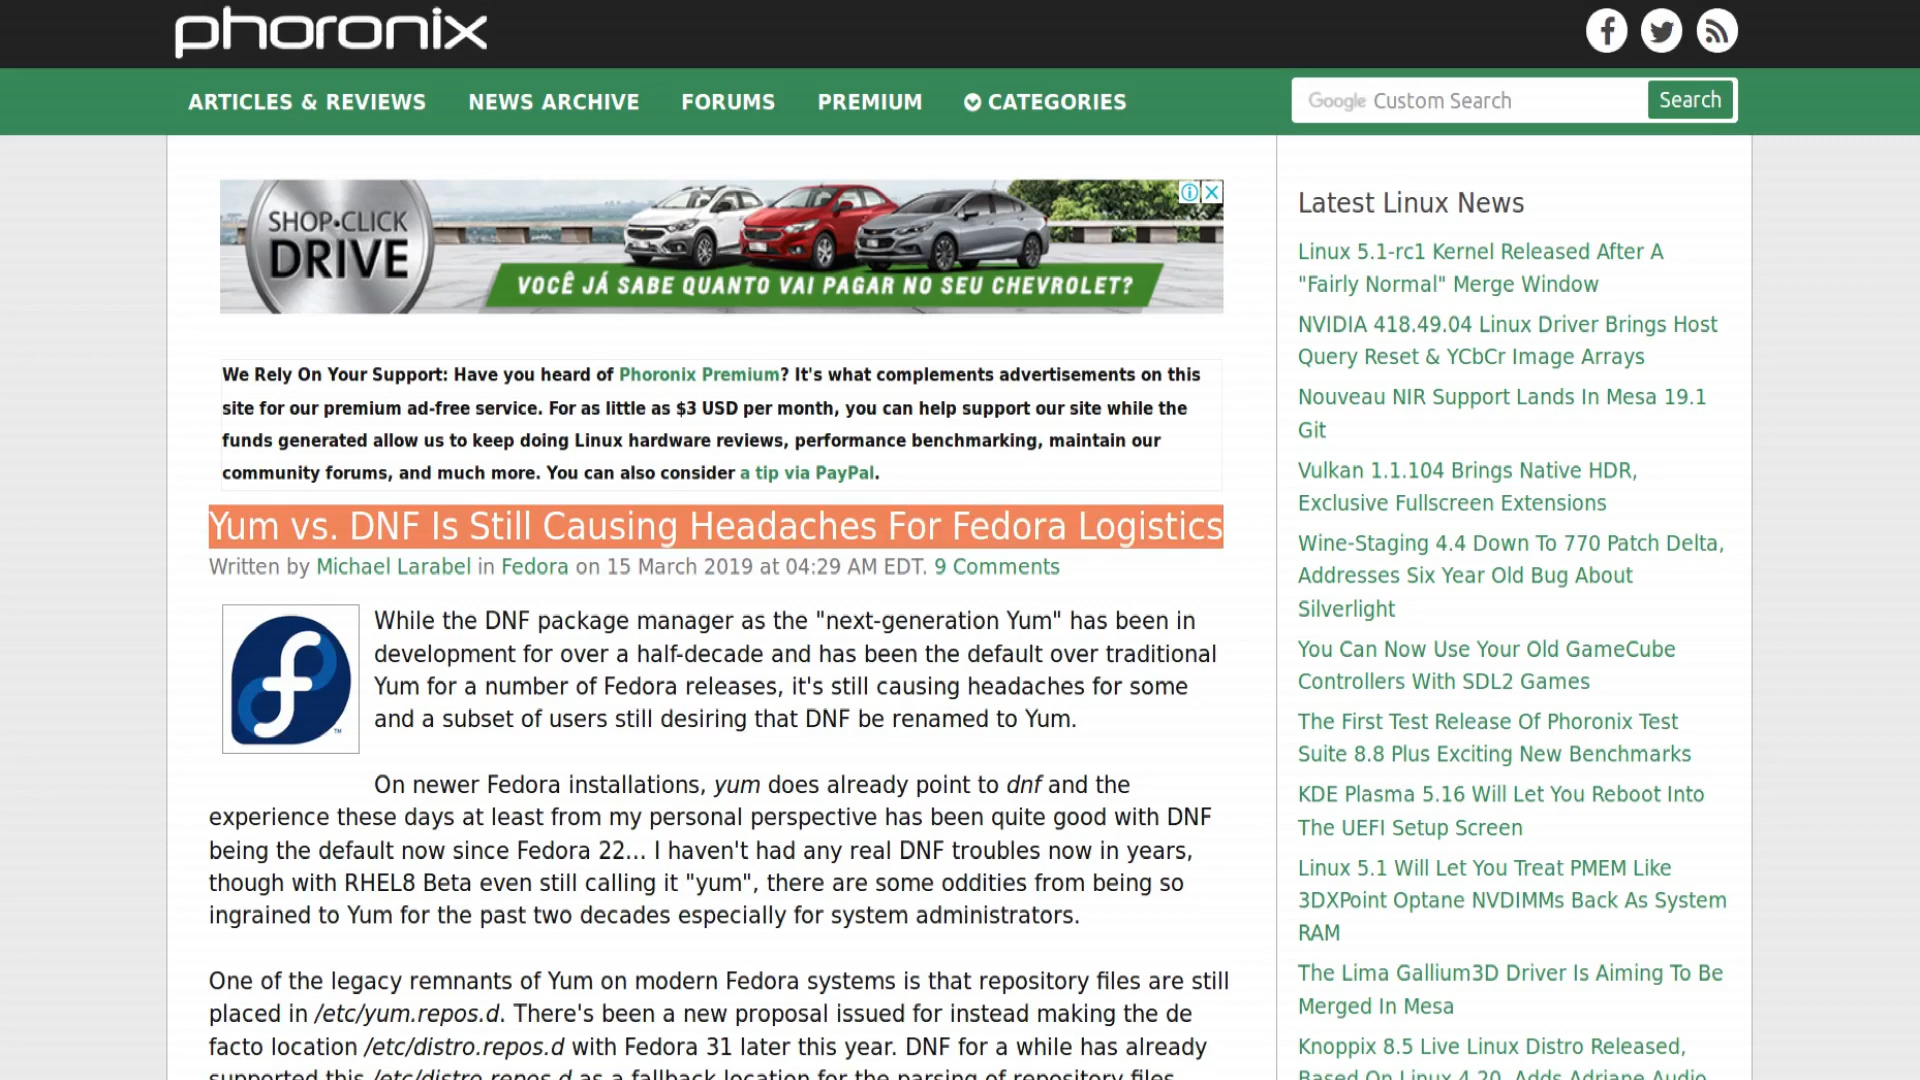 phoronix
ARTICLES & REVIEWS
NEWS ARCHIVE
FORUMS
PREMIUM
CATEGORIES
Google Custom Search
Search
SHOP•CLICK
DRIVE
VOCÊ JÁ SABE QUANTO VAI PAGAR NO SEU CHEVROLET?
We Rely On Your Support: Have you heard of Phoronix Premium? It's what complements advertisements on this
site for our premium ad-free service. For as little as $3 USD per month, you can help support our site while the
funds generated allow us to keep doing Linux hardware reviews, performance benchmarking, maintain our
community forums, and much more. You can also consider a tip via PayPal.
Yum vs. DNF Is Still Causing Headaches For Fedora Logistics
Written by Michael Larabel in Fedora on 15 March 2019 at 04:29 AM EDT. 9 Comments
TM
While the DNF package manager as the "next-generation Yum" has been in
development for over a half-decade and has been the default over traditional
Yum for a number of Fedora releases, it's still causing headaches for some
and a subset of users still desiring that DNF be renamed to Yum.
On newer Fedora installations, yum does already point to dnf and the
experience these days at least from my personal perspective has been quite good with DNF
being the default now since Fedora 22... I haven't had any real DNF troubles now in years,
though with RHEL8 Beta even still calling it "yum", there are some oddities from being so
ingrained to Yum for the past two decades especially for system administrators.
One of the legacy remnants of Yum on modern Fedora systems is that repository files are still
placed in /etc/yum.repos.d. There's been a new proposal issued for instead making the de
facto location /etc/distro.repos.d with Fedora 31 later this year. DNF for a while has already
supported this /etc/distro.repos.d as a fallback location for the parsing of repository files
Latest Linux News
Linux 5.1-rc1 Kernel Released After A
"Fairly Normal" Merge Window
NVIDIA 418.49.04 Linux Driver Brings Host
Query Reset & YCbCr Image Arrays
Nouveau NIR Support Lands In Mesa 19.1
Git
Vulkan 1.1.104 Brings Native HDR,
Exclusive Fullscreen Extensions
Wine-Staging 4.4 Down To 770 Patch Delta,
Addresses Six Year Old Bug About
Silverlight
You Can Now Use Your Old GameCube
Controllers With SDL2 Games
The First Test Release Of Phoronix Test
Suite 8.8 Plus Exciting New Benchmarks
KDE Plasma 5.16 Will Let You Reboot Into
The UEFI Setup Screen
Linux 5.1 Will Let You Treat PMEM Like
3DXPoint Optane NVDIMMs Back As System
RAM
The Lima Gallium3D Driver Is Aiming To Be
Merged In Mesa
Knoppix 8.5 Live Linux Distro Released,
Based On Linux 4.20, Adds Adriane Audio